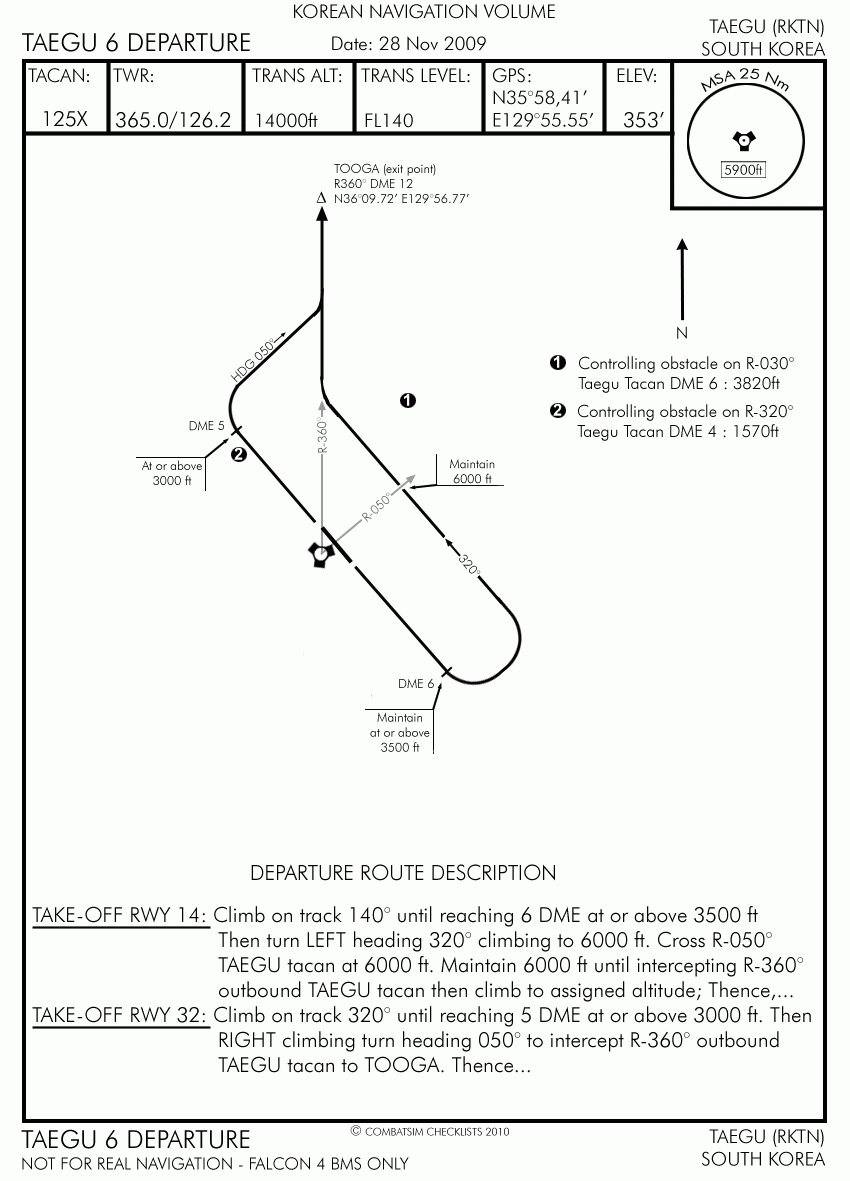 KOREAN NAVIGATION VOLUME
TAEGU 6 DEPARTURE
Date: 28 Nov 2009
TAEGU (RKTN)
SOUTH KOREA
TACAN:
125X
TWR:
365.0/126.2
TRANS ALT:
14000ft
TRANS LEVEL:
FL140
GPS:
N35°58,41'
E129°55.55'
ELEV:
353'
MSA 25 Nm
5900ft
TOOGA (exit point)
R360° DME 12
Δ N36°09.72' E129°56.77'
N
1 Controlling obstacle on R-030°
Taegu Tacan DME 6 : 3820ft
2 Controlling obstacle on R-320°
Taegu Tacan DME 4 : 1570ft
HDG 050°
1
DME 5
R-360°
2
At or above
3000 ft
Maintain
6000 ft
R-050°
320°
DME 6
Maintain
at or above
3500 ft
DEPARTURE ROUTE DESCRIPTION
TAKE-OFF RWY 14: Climb on track 140° until reaching 6 DME at or above 3500 ft
Then turn LEFT heading 320° climbing to 6000 ft. Cross R-050°
TAEGU tacan at 6000 ft. Maintain 6000 ft until intercepting R-360°
outbound TAEGU tacan then climb to assigned altitude; Thence,...
TAKE-OFF RWY 32: Climb on track 320° until reaching 5 DME at or above 3000 ft. Then
RIGHT climbing turn heading 050° to intercept R-360° outbound
TAEGU tacan to TOOGA. Thence...
TAEGU 6 DEPARTURE
NOT FOR REAL NAVIGATION - FALCON 4 BMS ONLY
© COMBATSIM CHECKLISTS 2010
TAEGU (RKTN)
SOUTH KOREA